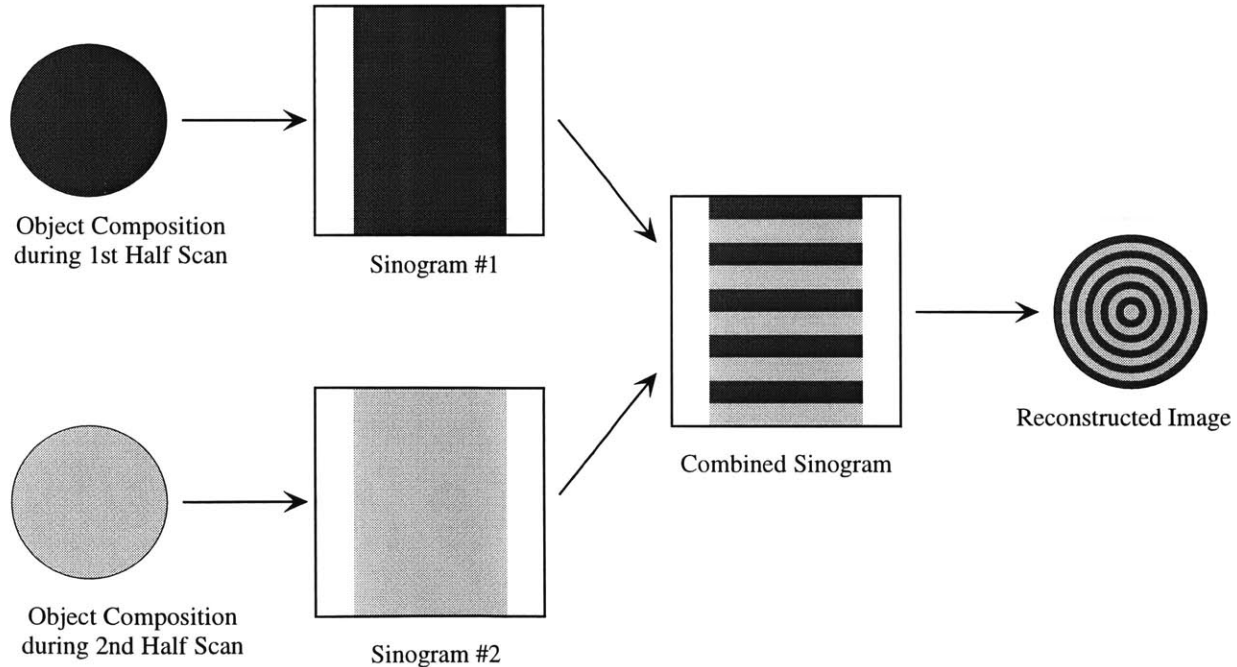 Object Composition
during 1st Half Scan
Sinogram #1
Combined Sinogram
Reconstructed Image
Object Composition
during 2nd Half Scan
Sinogram #2